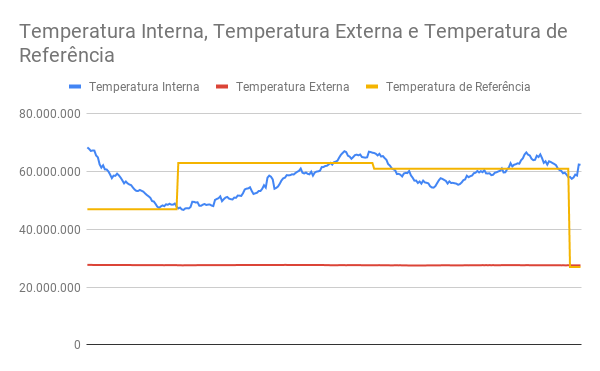 Temperatura Interna, Temperatura Externa e Temperatura de
Referência
Temperatura Interna Temperatura Externa Temperatura de Referência
80.000.000
60.000.000
40.000.000
20.000.000
0